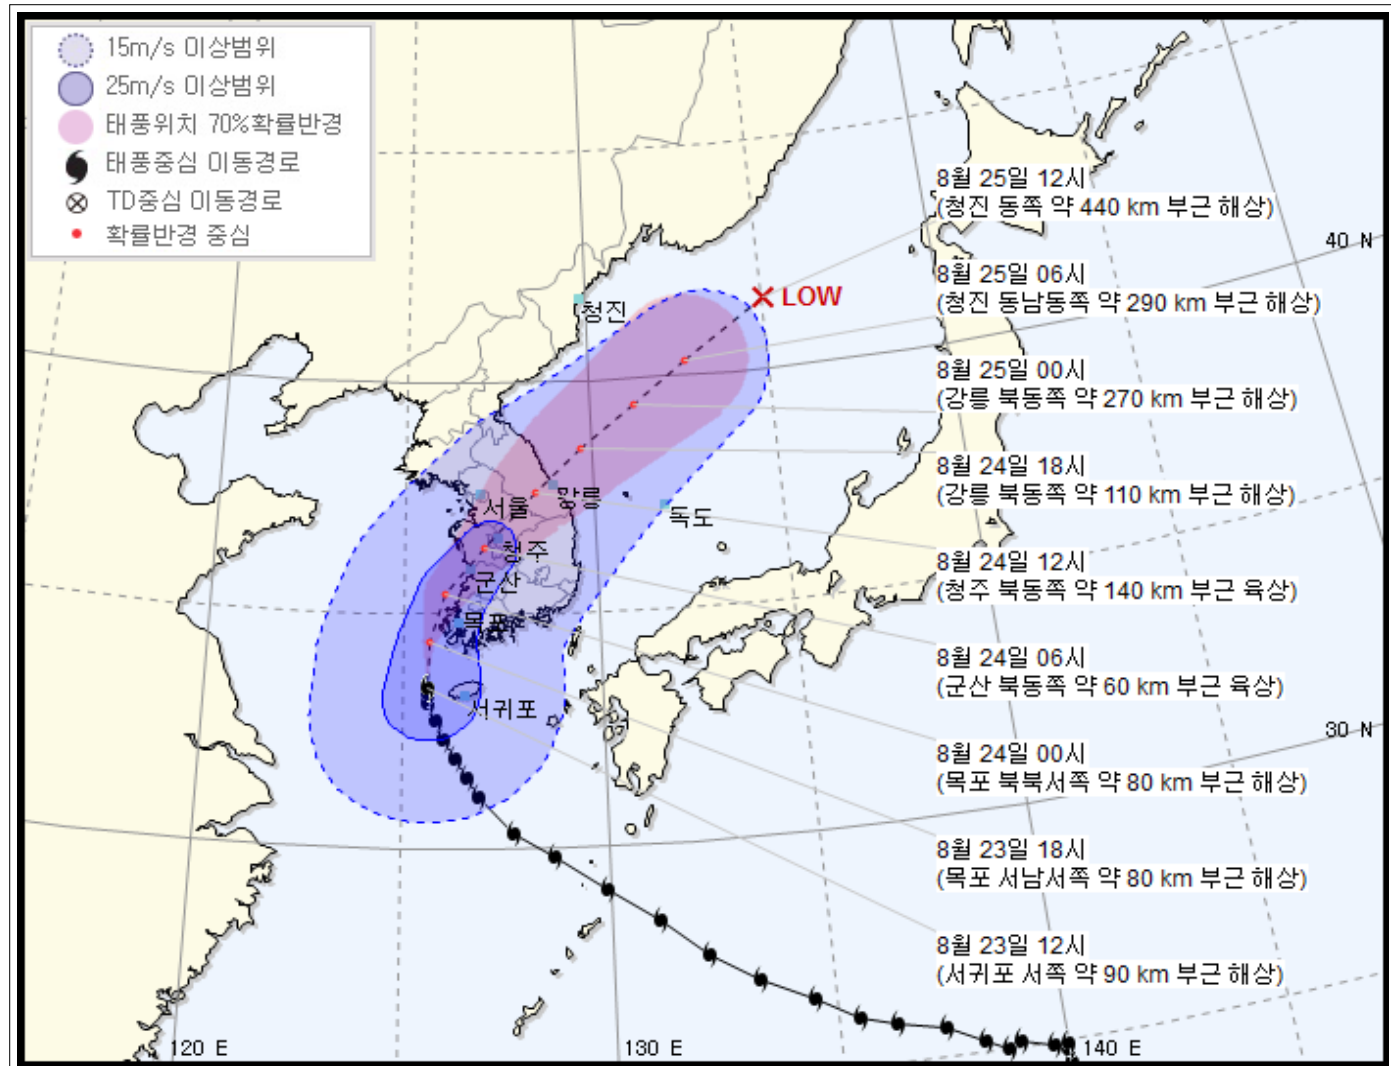 15m/s 이상범위
25m/s 이상범위
태풍위치 70%확률반경
태풍중심 이동경로
TD중심 이동경로
확률반경 중심
8월 25일 12시
(청진 동쪽 약 440 km 부근 해상)
40 N
8월 25일 06시
(청진 동남동쪽 약 290 km 부근 해상)
LOW
청진
8월 25일 00시
(강릉 북동쪽 약 270 km 부근 해상)
8월 24일 18시
(강릉 북동쪽 약 110 km 부근 해상)
서울
강릉
독도
8월 24일 12시
(청주 북동쪽 약 140 km 부근 육상)
청주
군산
목포
8월 24일 06시
(군산 북동쪽 약 60 km 부근 육상)
서귀포
30 N
8월 24일 00시
(목포 북북서쪽 약 80 km 부근 해상)
8월 23일 18시
(목포 서남서쪽 약 80 km 부근 해상)
8월 23일 12시
(서귀포 서쪽 약 90 km 부근 해상)
120 E
130 E
140 E